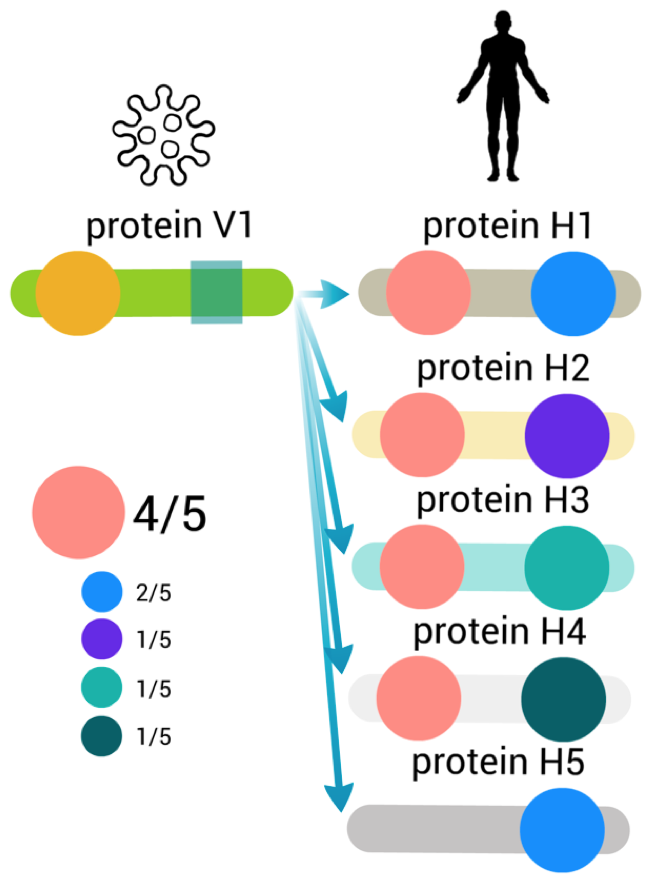 protein V1
protein H1
protein H2
protein H3
protein H4
protein H5
4/5
2/5
1/5
1/5
1/5